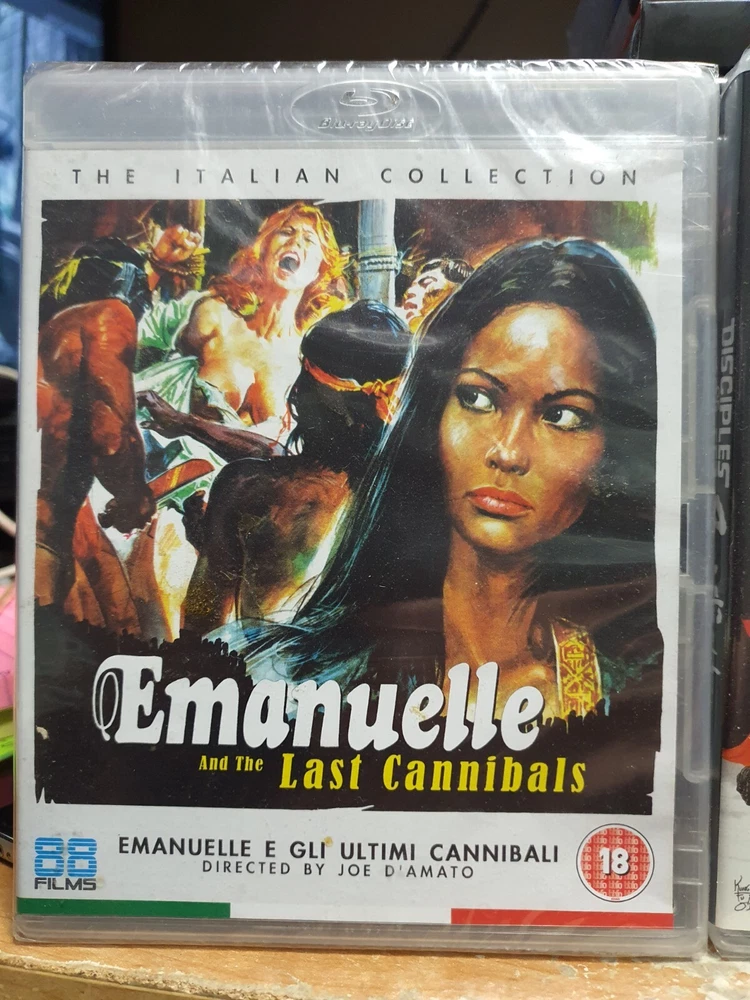 Blu-ray Disc
THE ITALIAN COLLECTION
Emanuelle
And The Last Cannibals
88
FILMS
EMANUELLE E GLI ULTIMI CANNIBALI
DIRECTED BY JOE D'AMATO
18
DISCIPLES